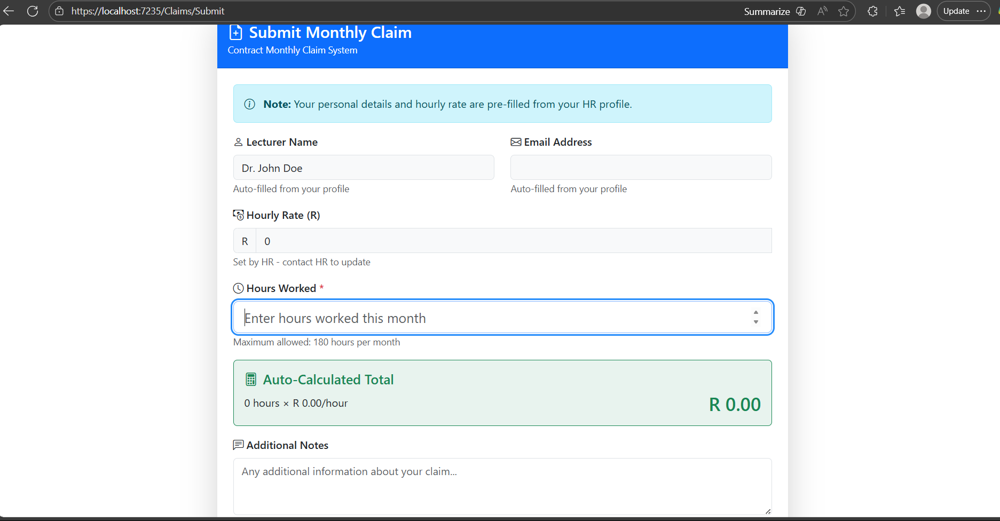 https://localhost:7235/Claims/Submit
Summarize
Update
Submit Monthly Claim
Contract Monthly Claim System
Note: Your personal details and hourly rate are pre-filled from your HR profile.
Lecturer Name
Email Address
Dr. John Doe
Auto-filled from your profile
Auto-filled from your profile
Hourly Rate (R)
R 0
Set by HR - contact HR to update
Hours Worked *
Enter hours worked this month
Maximum allowed: 180 hours per month
Auto-Calculated Total
0 hours × R 0.00/hour
R 0.00
Additional Notes
Any additional information about your claim...